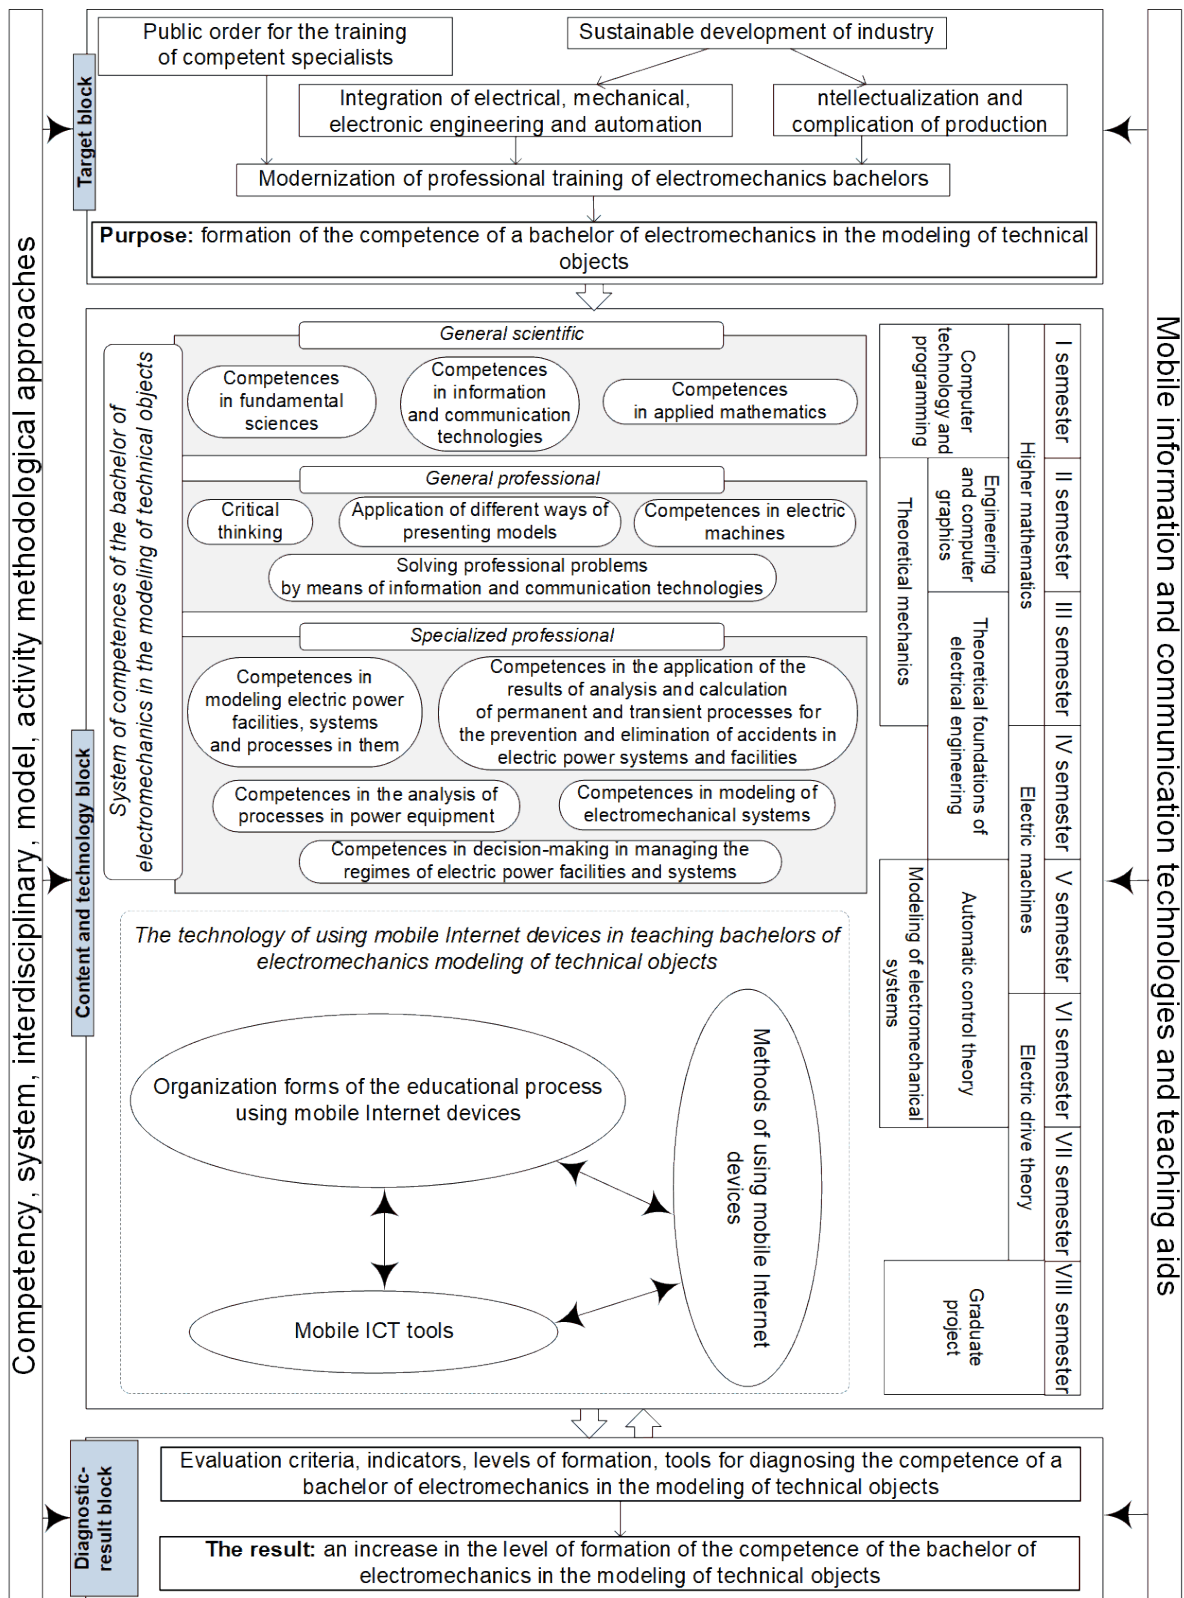 Competency, system, interdisciplinary, model, activity methodological approaches
Target block
Public order for the training
of competent specialists
Sustainable development of industry
Integration of electrical, mechanical,
electronic engineering and automation
ntellectualization and
complication of production
Modernization of professional training of electromechanics bachelors
Purpose: formation of the competence of a bachelor of electromechanics in the modeling of technical
objects
Content and technology block
System of competences of the bachelor of
electromechanics in the modeling of technical objects
General scientific
Competences
in fundamental
sciences
Competences
in information
and communication
technologies
Competences
in applied mathematics
General professional
Critical
thinking
Application of different ways of
presenting models
Competences in electric
machines
Solving professional problems
by means of information and communication technologies
Specialized professional
Competences in
modeling electric power
facilities, systems
and processes in them
Competences in the application of the
results of analysis and calculation
of permanent and transient processes for
the prevention and elimination of accidents in
electric power systems and facilities
Competences in the analysis of
processes in power equipment
Competences in modeling of
electromechanical systems
Competences in decision-making in managing the
regimes of electric power facilities and systems
The technology of using mobile Internet devices in teaching bachelors of
electromechanics modeling of technical objects
Organization forms of the educational process
using mobile Internet devices
Methods of using mobile Internet
devices
Mobile ICT tools
Computer
technology and
programming
Theoretical mechanics
Engineering
and computer
graphics
Higher mathematics
Theoretical foundations of
electrical engineering
Electric machines
Modeling of electromechanical
systems
Automatic control theory
Electric drive theory
Graduate
project
I semester
II semester
III semester
IV semester
V semester
VI semester
VII semester
VIII semester
Diagnostic-
result block
Evaluation criteria, indicators, levels of formation, tools for diagnosing the competence of a
bachelor of electromechanics in the modeling of technical objects
The result: an increase in the level of formation of the competence of the bachelor of
electromechanics in the modeling of technical objects
Mobile information and communication technologies and teaching aids